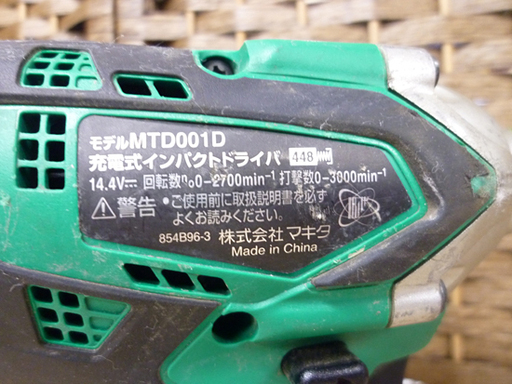 モデルMTD001D
充電式インパクトドライバ 448
14.4V⎓ 回転数n₀0-2700min⁻¹ 打撃数0-3000min⁻¹
⚠警告 •ご使用前に取扱説明書を必ず
よくお読みください。
854B96-3 株式会社マキタ
Made in China